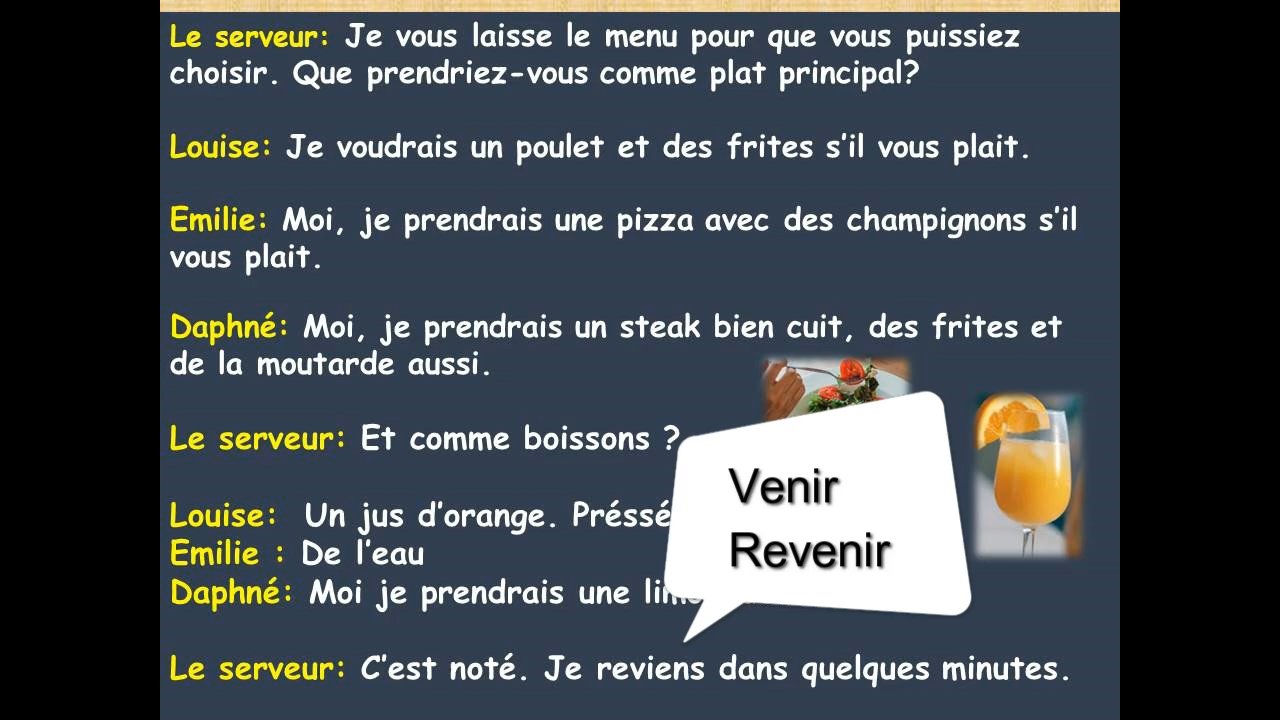 Le serveur: Je vous laisse le menu pour que vous puissiez
choisir. Que prendriez-vous comme plat principal?
Louise: Je voudrais un poulet et des frites s'il vous plait.
Emilie: Moi, je prendrais une pizza avec des champignons s'il
vous plait.
Daphné: Moi, je prendrais un steak bien cuit, des frites et
de la moutarde aussi.
Le serveur: Et comme boissons ?
Louise: Un jus d'orange. Préssé
Emilie : De l'eau
Daphné: Moi je prendrais une
Venir
Revenir
Le serveur: C'est noté. Je reviens dans quelques minutes.